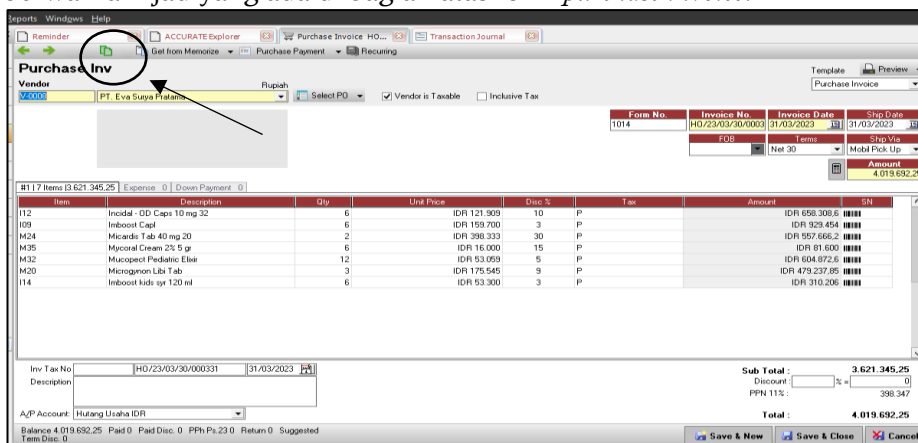 Reports Windows Help
Reminder ACCURATE Explorer Purchase Invoice HO... Transaction Journal
Get from Memorize Purchase Payment Recurring
Purchase Inv
Template Preview
Vendor Rupiah Purchase Invoice
V-0009 PT. Eva Surya Pratama Select PO Vendor is Taxable Inclusive Tax
Form No. Invoice No. Invoice Date Ship Date
1014 HO/23/03/30/0003 31/03/2023 31/03/2023
FOB Terms Ship Via
Net 30 Mobil Pick Up
Amount
4.019.692,25
#1 | 7 Items |3.621.345,25 Expense 0 Down Payment 0
Item Description Qty Unit Price Disc % Tax Amount SN
I12 Incidal - OD Caps 10 mg 32 6 IDR 121.909 10 P IDR 658.308,6
I09 Imboost Capl 6 IDR 159.700 3 P IDR 929.454
M24 Micardis Tab 40 mg 20 2 IDR 398.333 30 P IDR 557.666,2
M35 Mycoral Cream 2% 5 gr 6 IDR 16.000 15 P IDR 81.600
M32 Mucopect Pediatric Elixir 12 IDR 53.059 5 P IDR 604.872,6
M20 Microgynon Libi Tab 3 IDR 175.545 9 P IDR 479.237,85
I14 Imboost kids syr 120 ml 6 IDR 53.300 3 P IDR 310.206
Inv Tax No HO/23/03/30/000331 31/03/2023
Sub Total : 3.621.345,25
Description Discount : % = 0
PPN 11% : 398.347
A/P Account Hutang Usaha IDR Total : 4.019.692,25
Balance 4.019.692,25 Paid 0 Paid Disc. 0 PPh Ps.23 0 Return 0 Suggested
Term Disc. 0
Save & New Save & Close Cancel